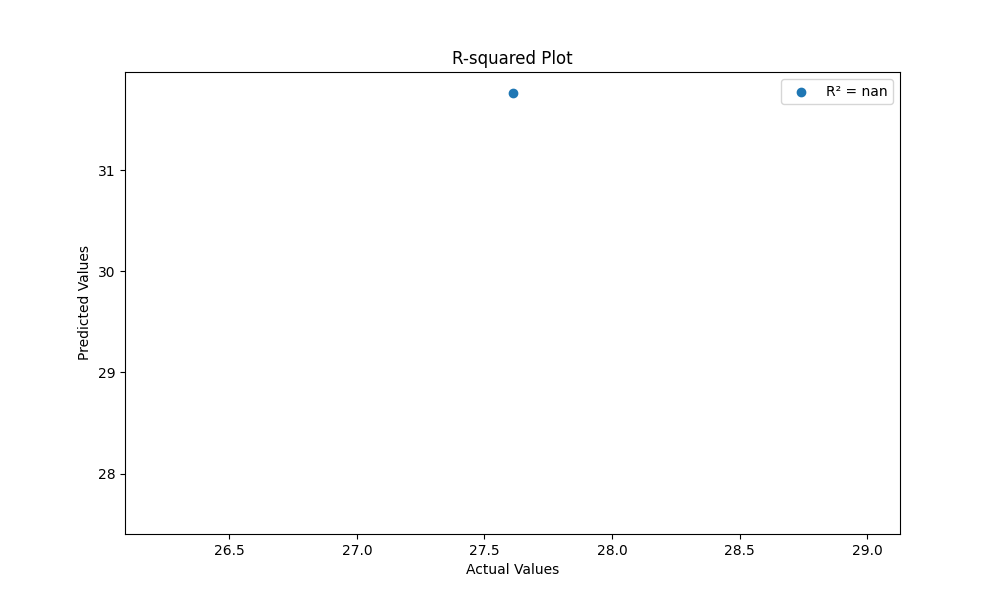 R-squared Plot
R² = nan
31
30
29
28
Predicted Values
26.5 27.0 27.5 28.0 28.5 29.0
Actual Values